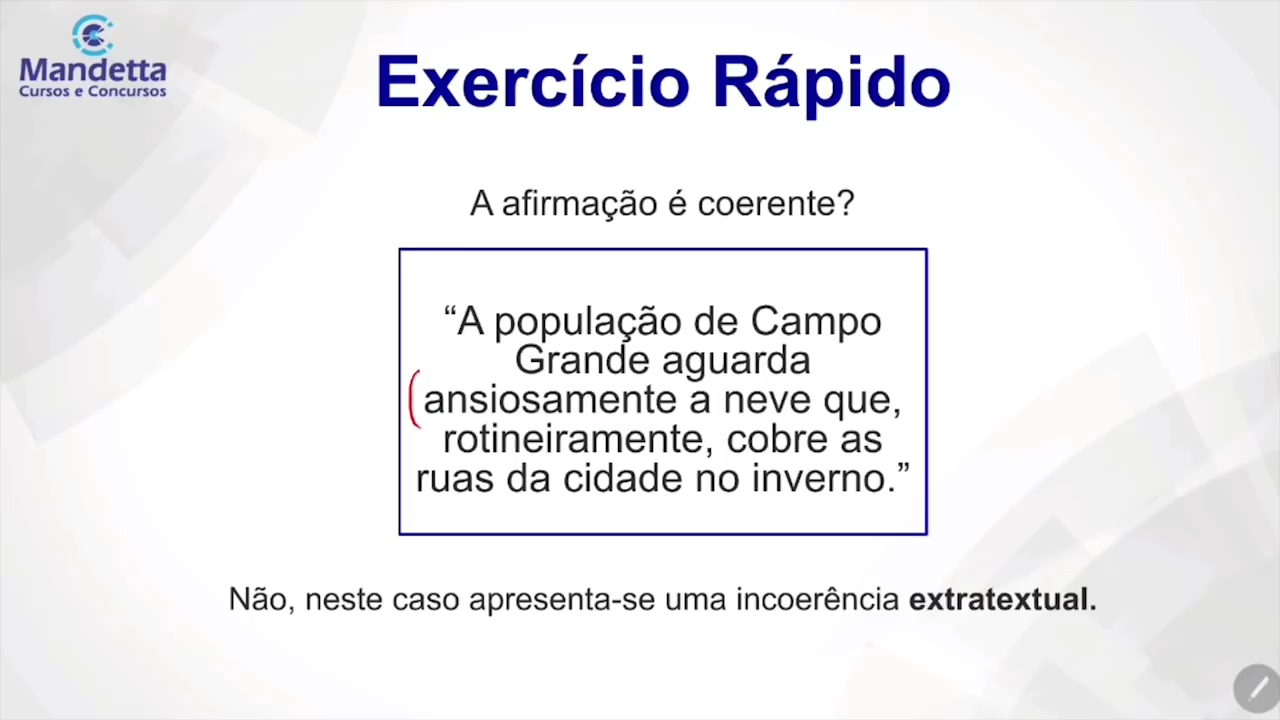 Mandetta
Cursos e Concursos
Exercício Rápido
A afirmação é coerente?
“A população de Campo
Grande aguarda
ansiosamente a neve que,
rotineiramente, cobre as
ruas da cidade no inverno.”
Não, neste caso apresenta-se uma incoerência extratextual.